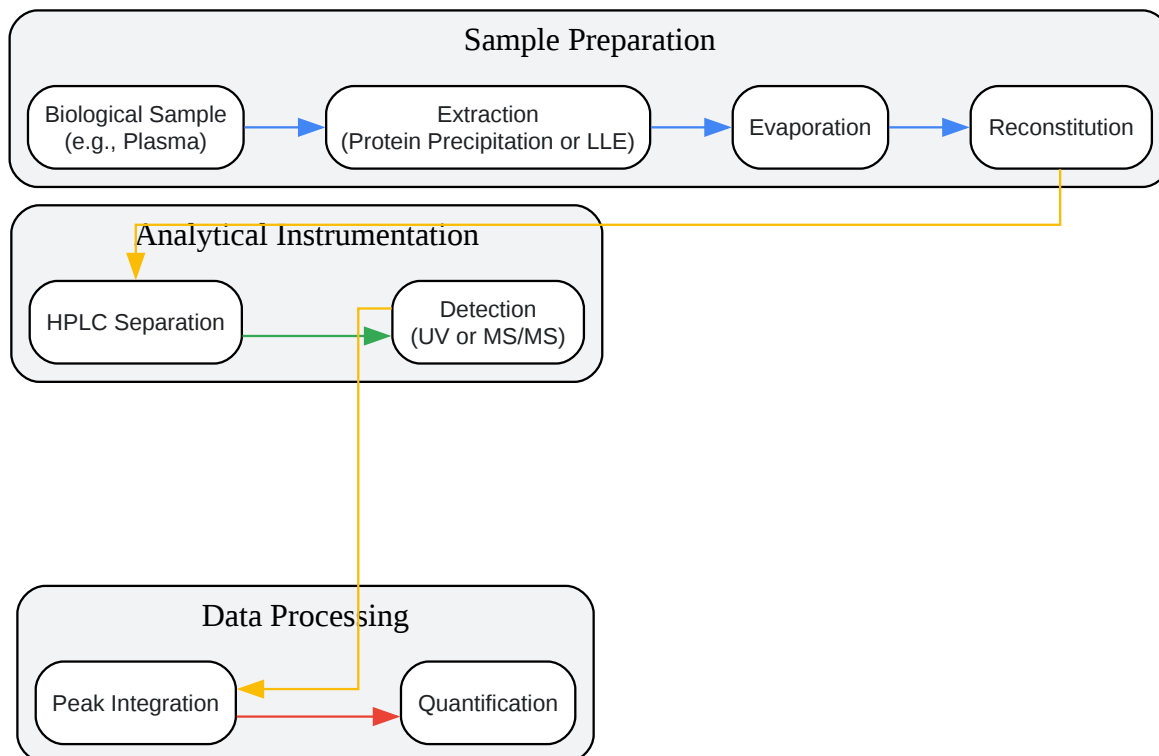 Sample Preparation
Biological Sample
(e.g., Plasma)
Extraction
(Protein Precipitation or LLE)
Evaporation
Reconstitution
Analytical Instrumentation
HPLC Separation
Detection
(UV or MS/MS)
Data Processing
Peak Integration
Quantification